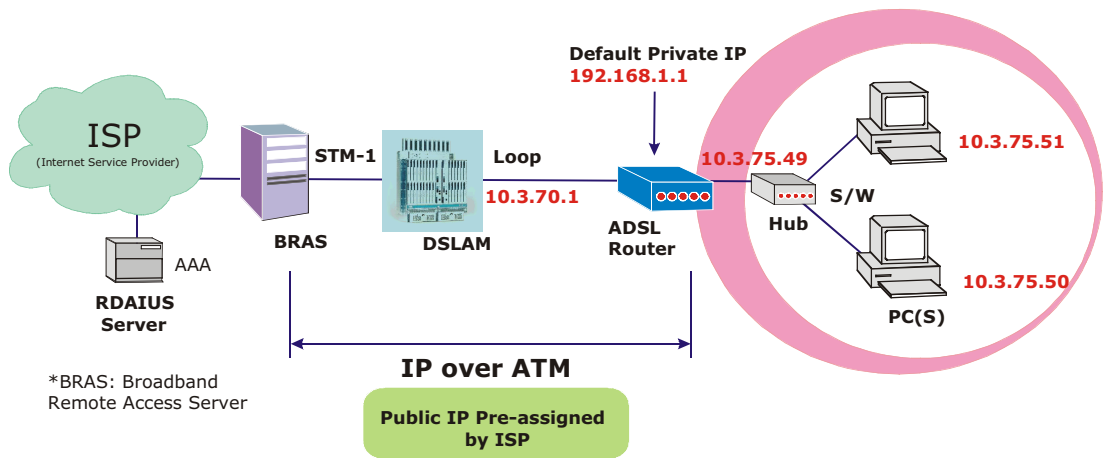 ISP
(Internet Service Provider)
AAA
RDAIUS
Server
*BRAS: Broadband
Remote Access Server
BRAS
STM-1
DSLAM
Loop
10.3.70.1
Default Private IP
192.168.1.1
ADSL
Router
10.3.75.49
Hub
S/W
10.3.75.51
10.3.75.50
PC(S)
IP over ATM
Public IP Pre-assigned
by ISP